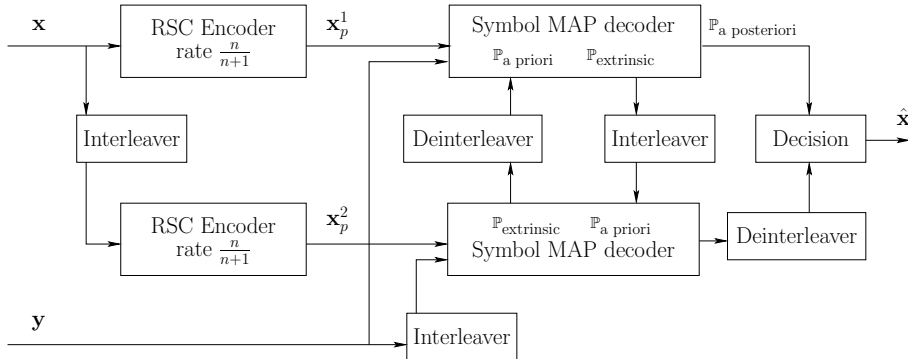 x
RSC Encoder
rate n/(n+1)
x_p^1
Symbol MAP decoder
ℙ_a priori
ℙ_extrinsic
ℙ_a posteriori
Interleaver
Deinterleaver
Interleaver
Decision
x̂
RSC Encoder
rate n/(n+1)
x_p^2
ℙ_extrinsic
ℙ_a priori
Symbol MAP decoder
Deinterleaver
y
Interleaver